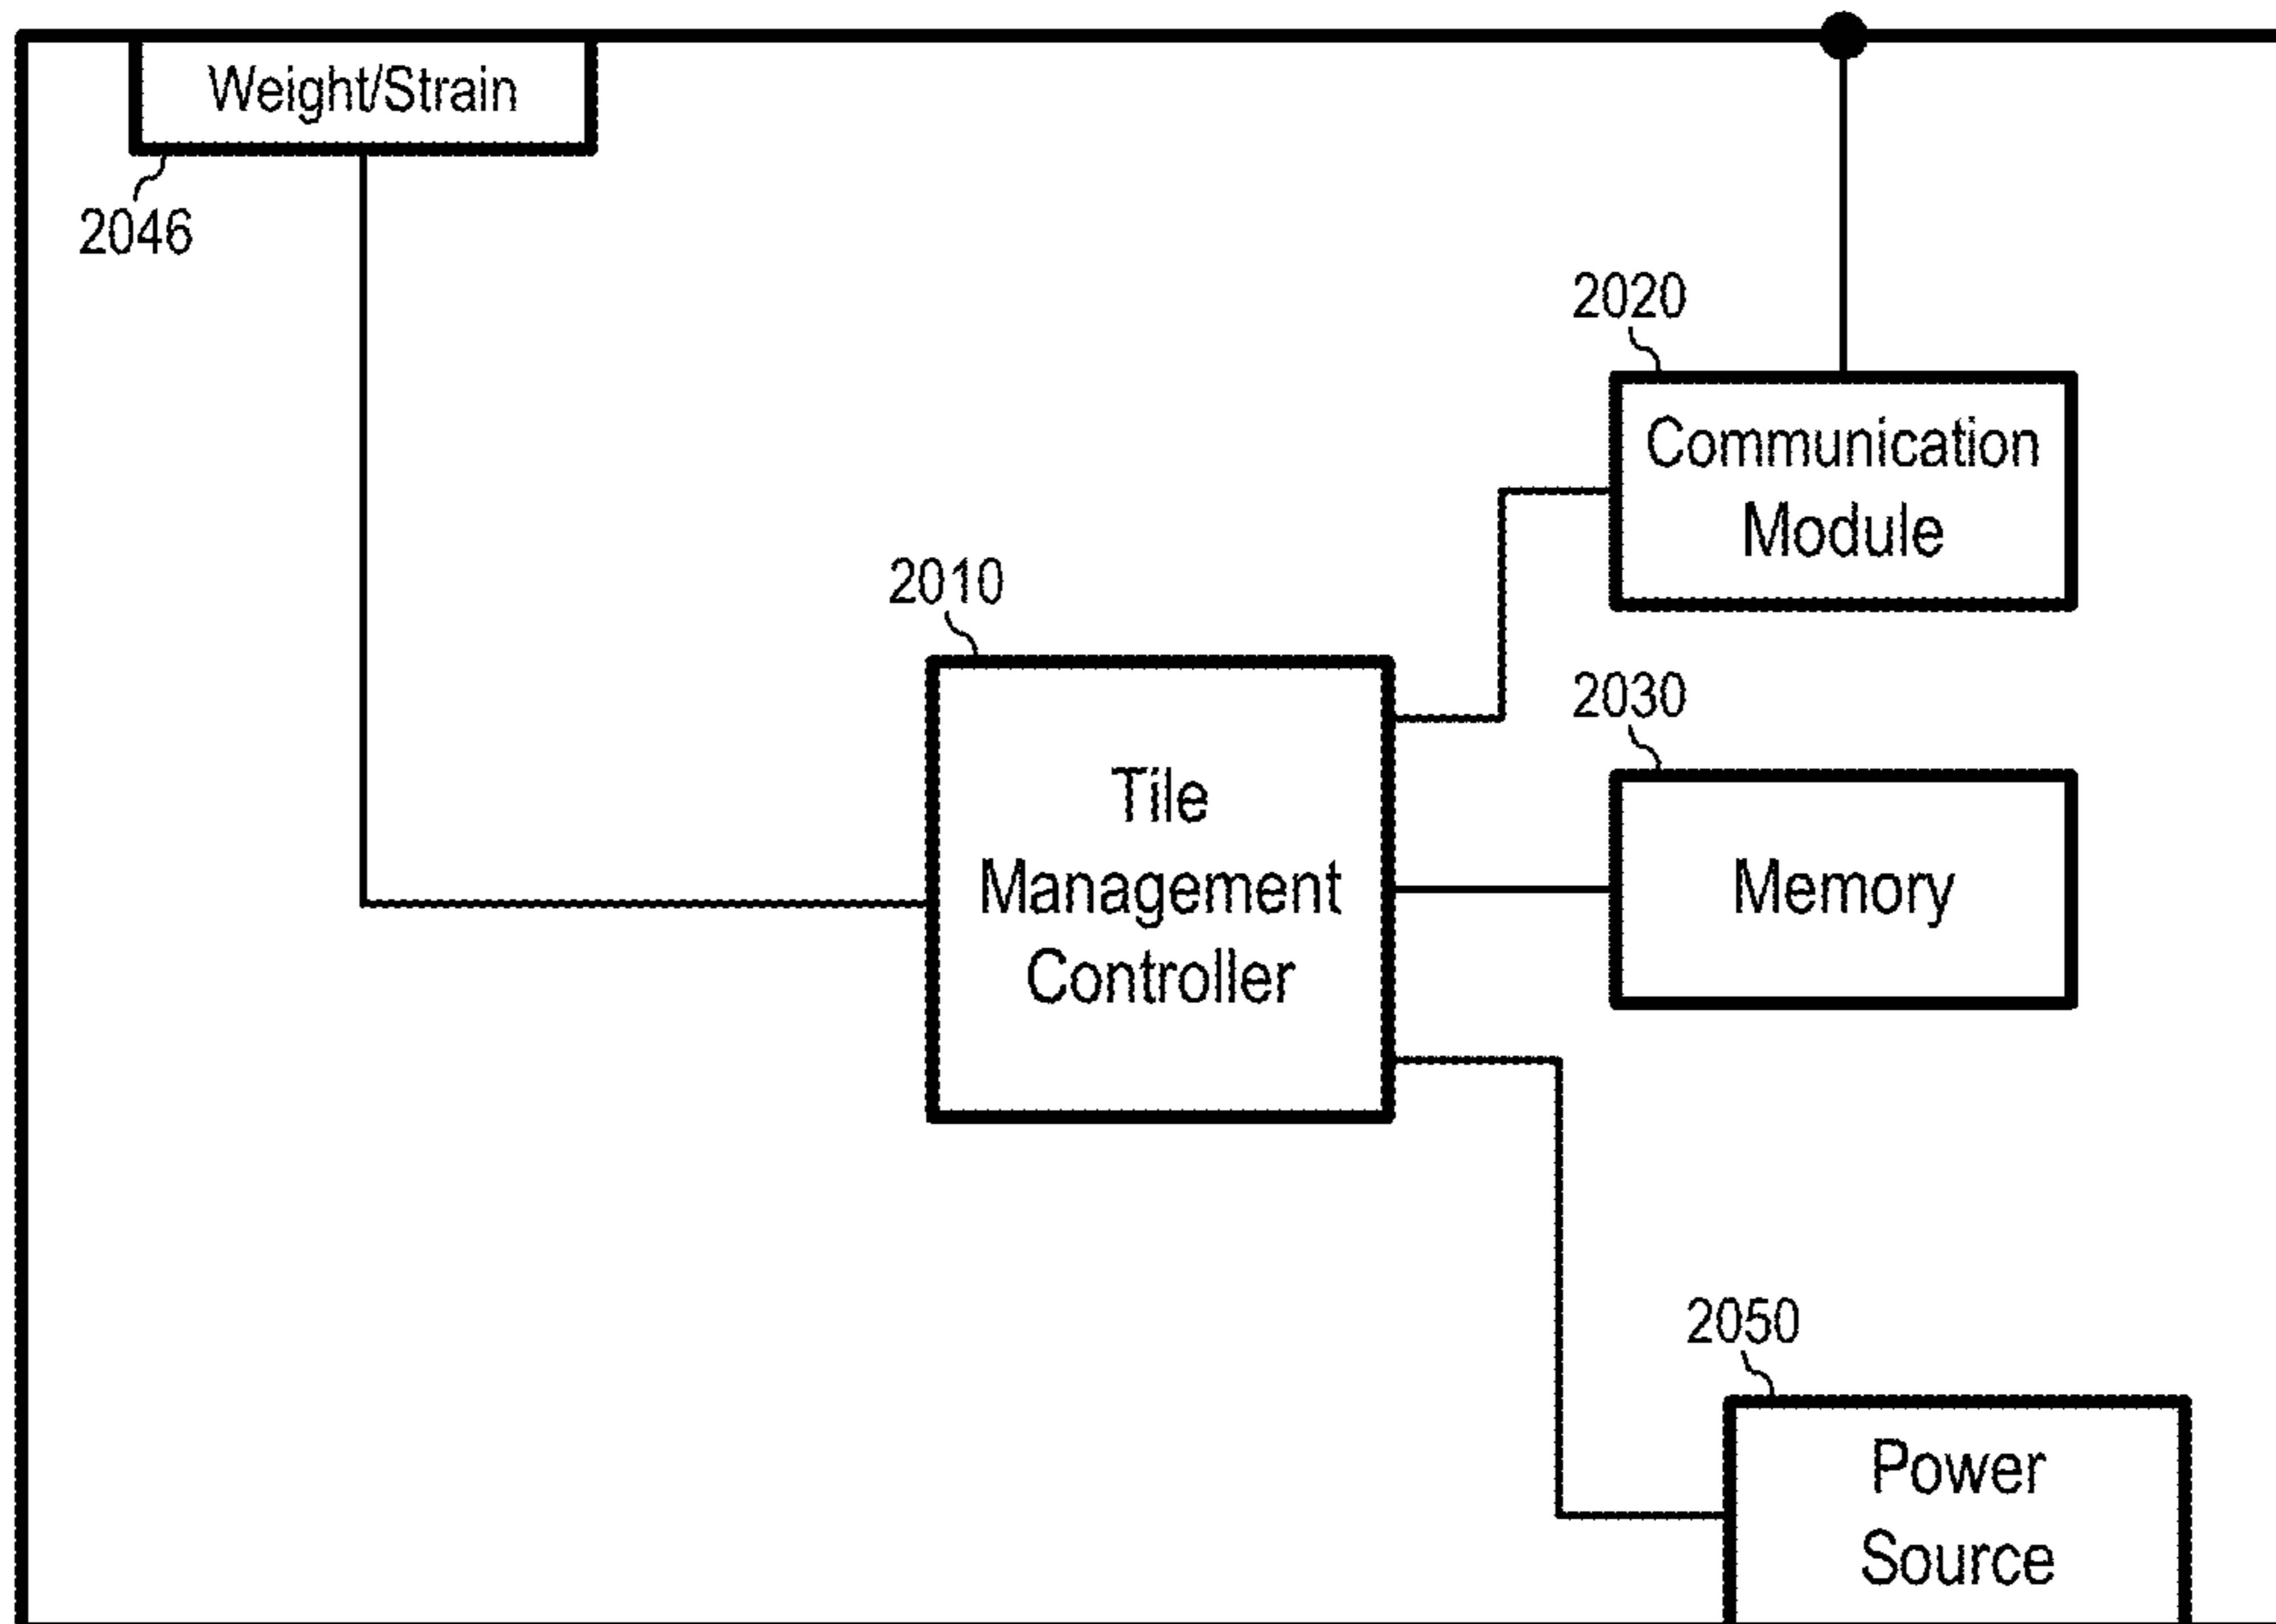 Weight/Strain
2046
2020
Communication
Module
2010
Tile
Management
Controller
2030
Memory
2050
Power
Source